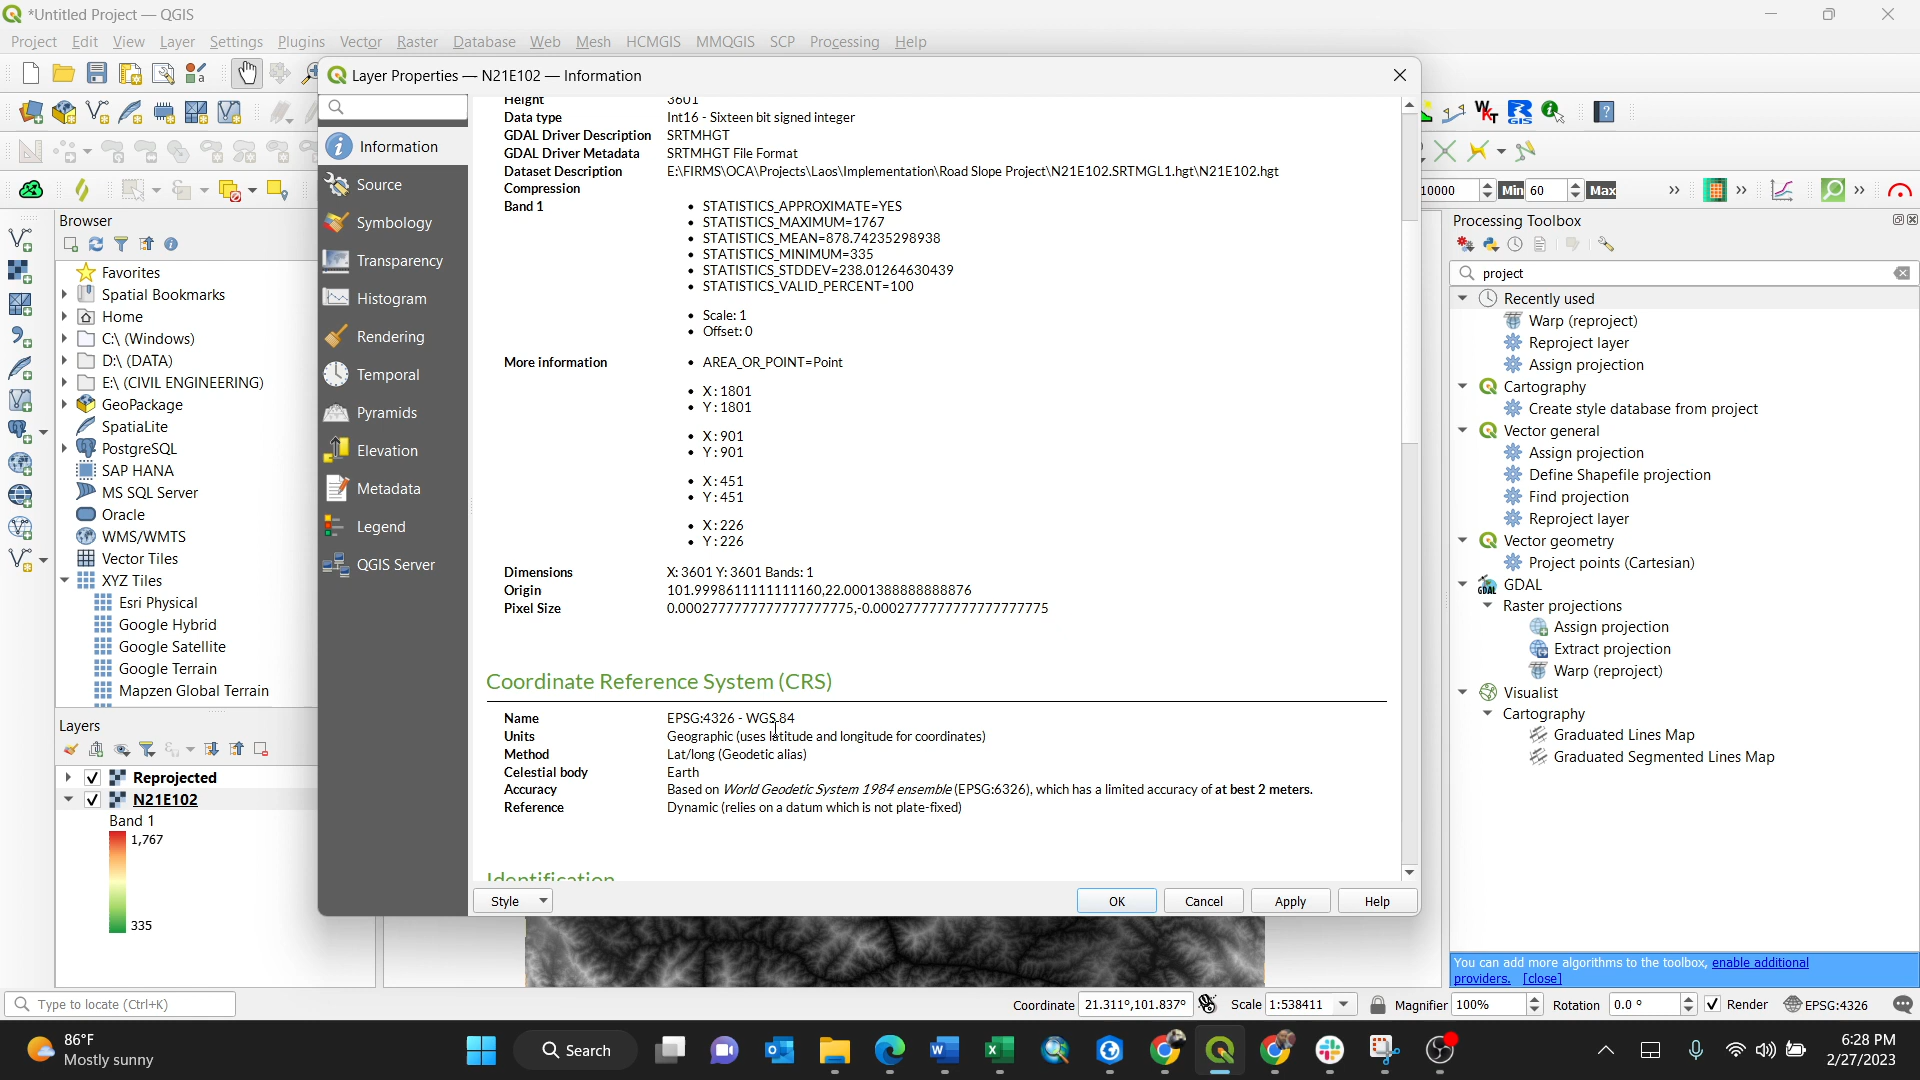 *Untitled Project — QGIS
Project Edit View Layer Settings Plugins Vector Raster Database Web Mesh HCMGIS MMQGIS SCP Processing Help
Layer Properties — N21E102 — Information
Information
Source
Symbology
Transparency
Histogram
Rendering
Temporal
Pyramids
Elevation
Metadata
Legend
QGIS Server
Height 3601
Data type Int16 - Sixteen bit signed integer
GDAL Driver Description SRTMHGT
GDAL Driver Metadata SRTMHGT File Format
Dataset Description E:\FIRMS\OCA\Projects\Laos\Implementation\Road Slope Project\N21E102.SRTMGL1.hgt\N21E102.hgt
Compression
Band 1 • STATISTICS_APPROXIMATE=YES
• STATISTICS_MAXIMUM=1767
• STATISTICS_MEAN=878.74235298938
• STATISTICS_MINIMUM=335
• STATISTICS_STDDEV=238.01264630439
• STATISTICS_VALID_PERCENT=100
• Scale: 1
• Offset: 0
More information • AREA_OR_POINT=Point
• X: 1801
• Y: 1801
• X: 901
• Y: 901
• X: 451
• Y: 451
• X: 226
• Y: 226
Dimensions X: 3601 Y: 3601 Bands: 1
Origin 101.9998611111111160,22.0001388888888876
Pixel Size 0.0002777777777777777775,-0.0002777777777777777775
Coordinate Reference System (CRS)
Name EPSG:4326 - WGS 84
Units Geographic (uses latitude and longitude for coordinates)
Method Lat/long (Geodetic alias)
Celestial body Earth
Accuracy Based on World Geodetic System 1984 ensemble (EPSG:6326), which has a limited accuracy of at best 2 meters.
Reference Dynamic (relies on a datum which is not plate-fixed)
Identification
Style OK Cancel Apply Help
Browser
Favorites
Spatial Bookmarks
Home
C:\ (Windows)
D:\ (DATA)
E:\ (CIVIL ENGINEERING)
GeoPackage
SpatiaLite
PostgreSQL
SAP HANA
MS SQL Server
Oracle
WMS/WMTS
Vector Tiles
XYZ Tiles
Esri Physical
Google Hybrid
Google Satellite
Google Terrain
Mapzen Global Terrain
Layers
Reprojected
N21E102
Band 1
1,767
335
10000 Min 60 Max » » »
Processing Toolbox
project
Recently used
Warp (reproject)
Reproject layer
Assign projection
Cartography
Create style database from project
Vector general
Assign projection
Define Shapefile projection
Find projection
Reproject layer
Vector geometry
Project points (Cartesian)
GDAL
Raster projections
Assign projection
Extract projection
Warp (reproject)
Visualist
Cartography
Graduated Lines Map
Graduated Segmented Lines Map
You can add more algorithms to the toolbox, enable additional
providers. [close]
Type to locate (Ctrl+K) Coordinate 21.311°,101.837° Scale 1:538411 Magnifier 100% Rotation 0.0 ° Render EPSG:4326
86°F
Mostly sunny
Search
6:28 PM
2/27/2023